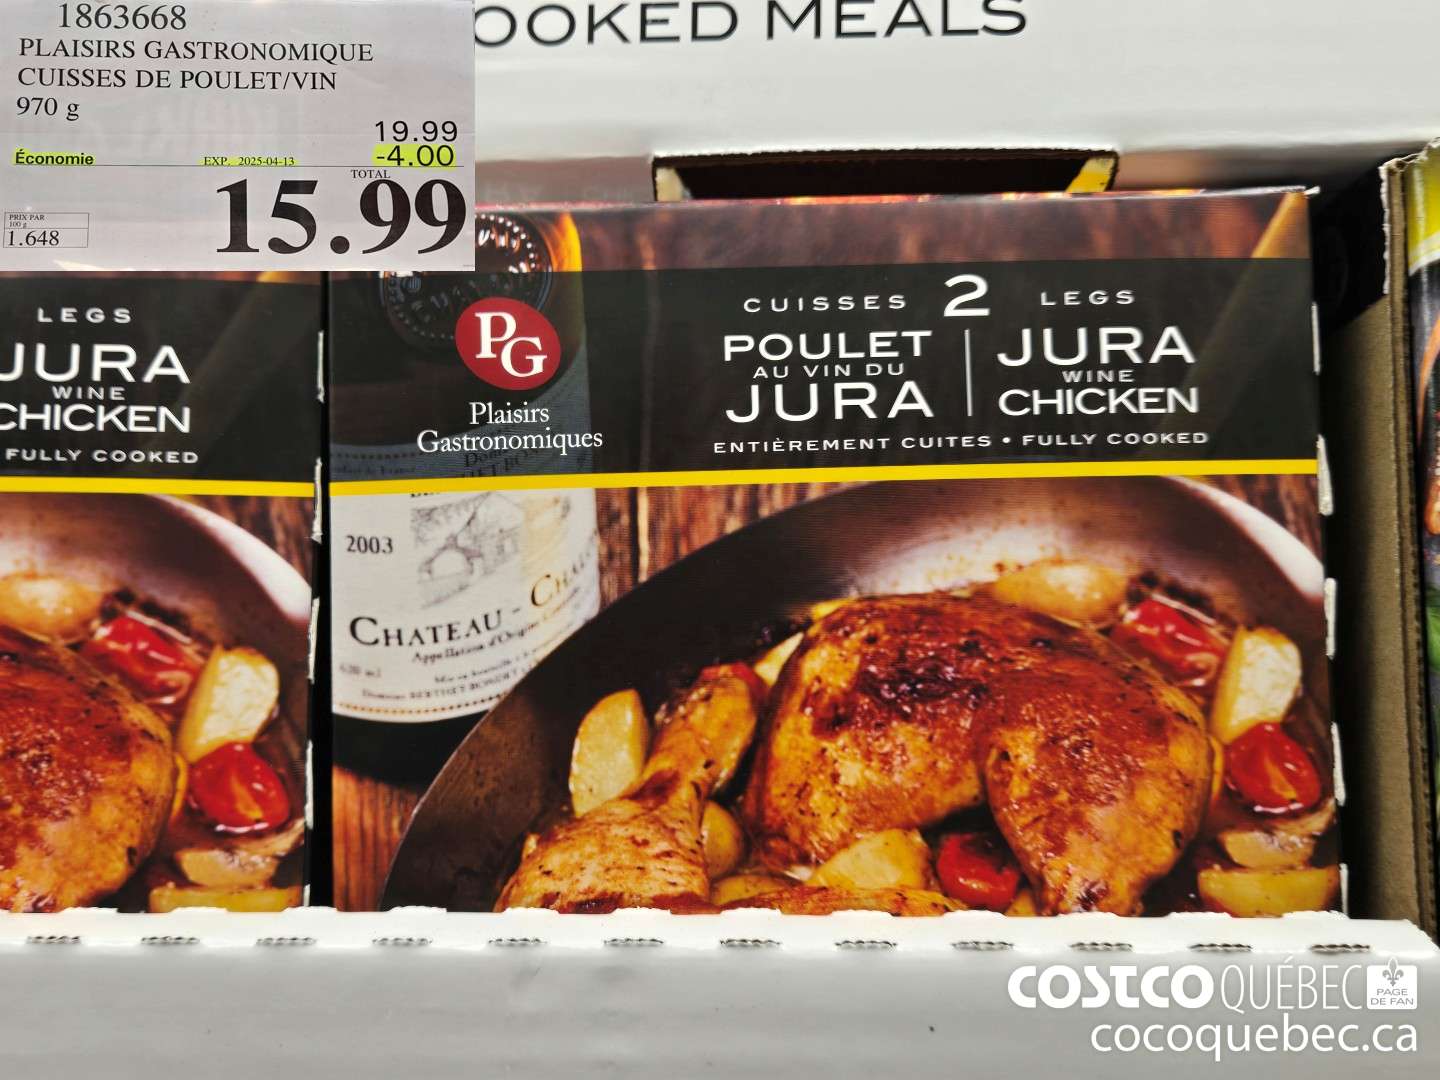 1863668
PLAISIRS GASTRONOMIQUE
CUISSES DE POULET/VIN
970 g
19.99
Économie
EXP. 2025-04-13
-4.00
TOTAL
15.99
PRIX PAR
100 g
1.648
OOKED MEALS
LEGS
JURA
WINE
CHICKEN
FULLY COOKED
PG
Plaisirs
Gastronomiques
CUISSES 2 LEGS
POULET
AU VIN DU
JURA
JURA
WINE
CHICKEN
ENTIÈREMENT CUITES • FULLY COOKED
2003
CHATEAU - CHAL
Appellation d'Origine
COSTCO QUÉBEC
PAGE
DE FAN
cocoquebec.ca